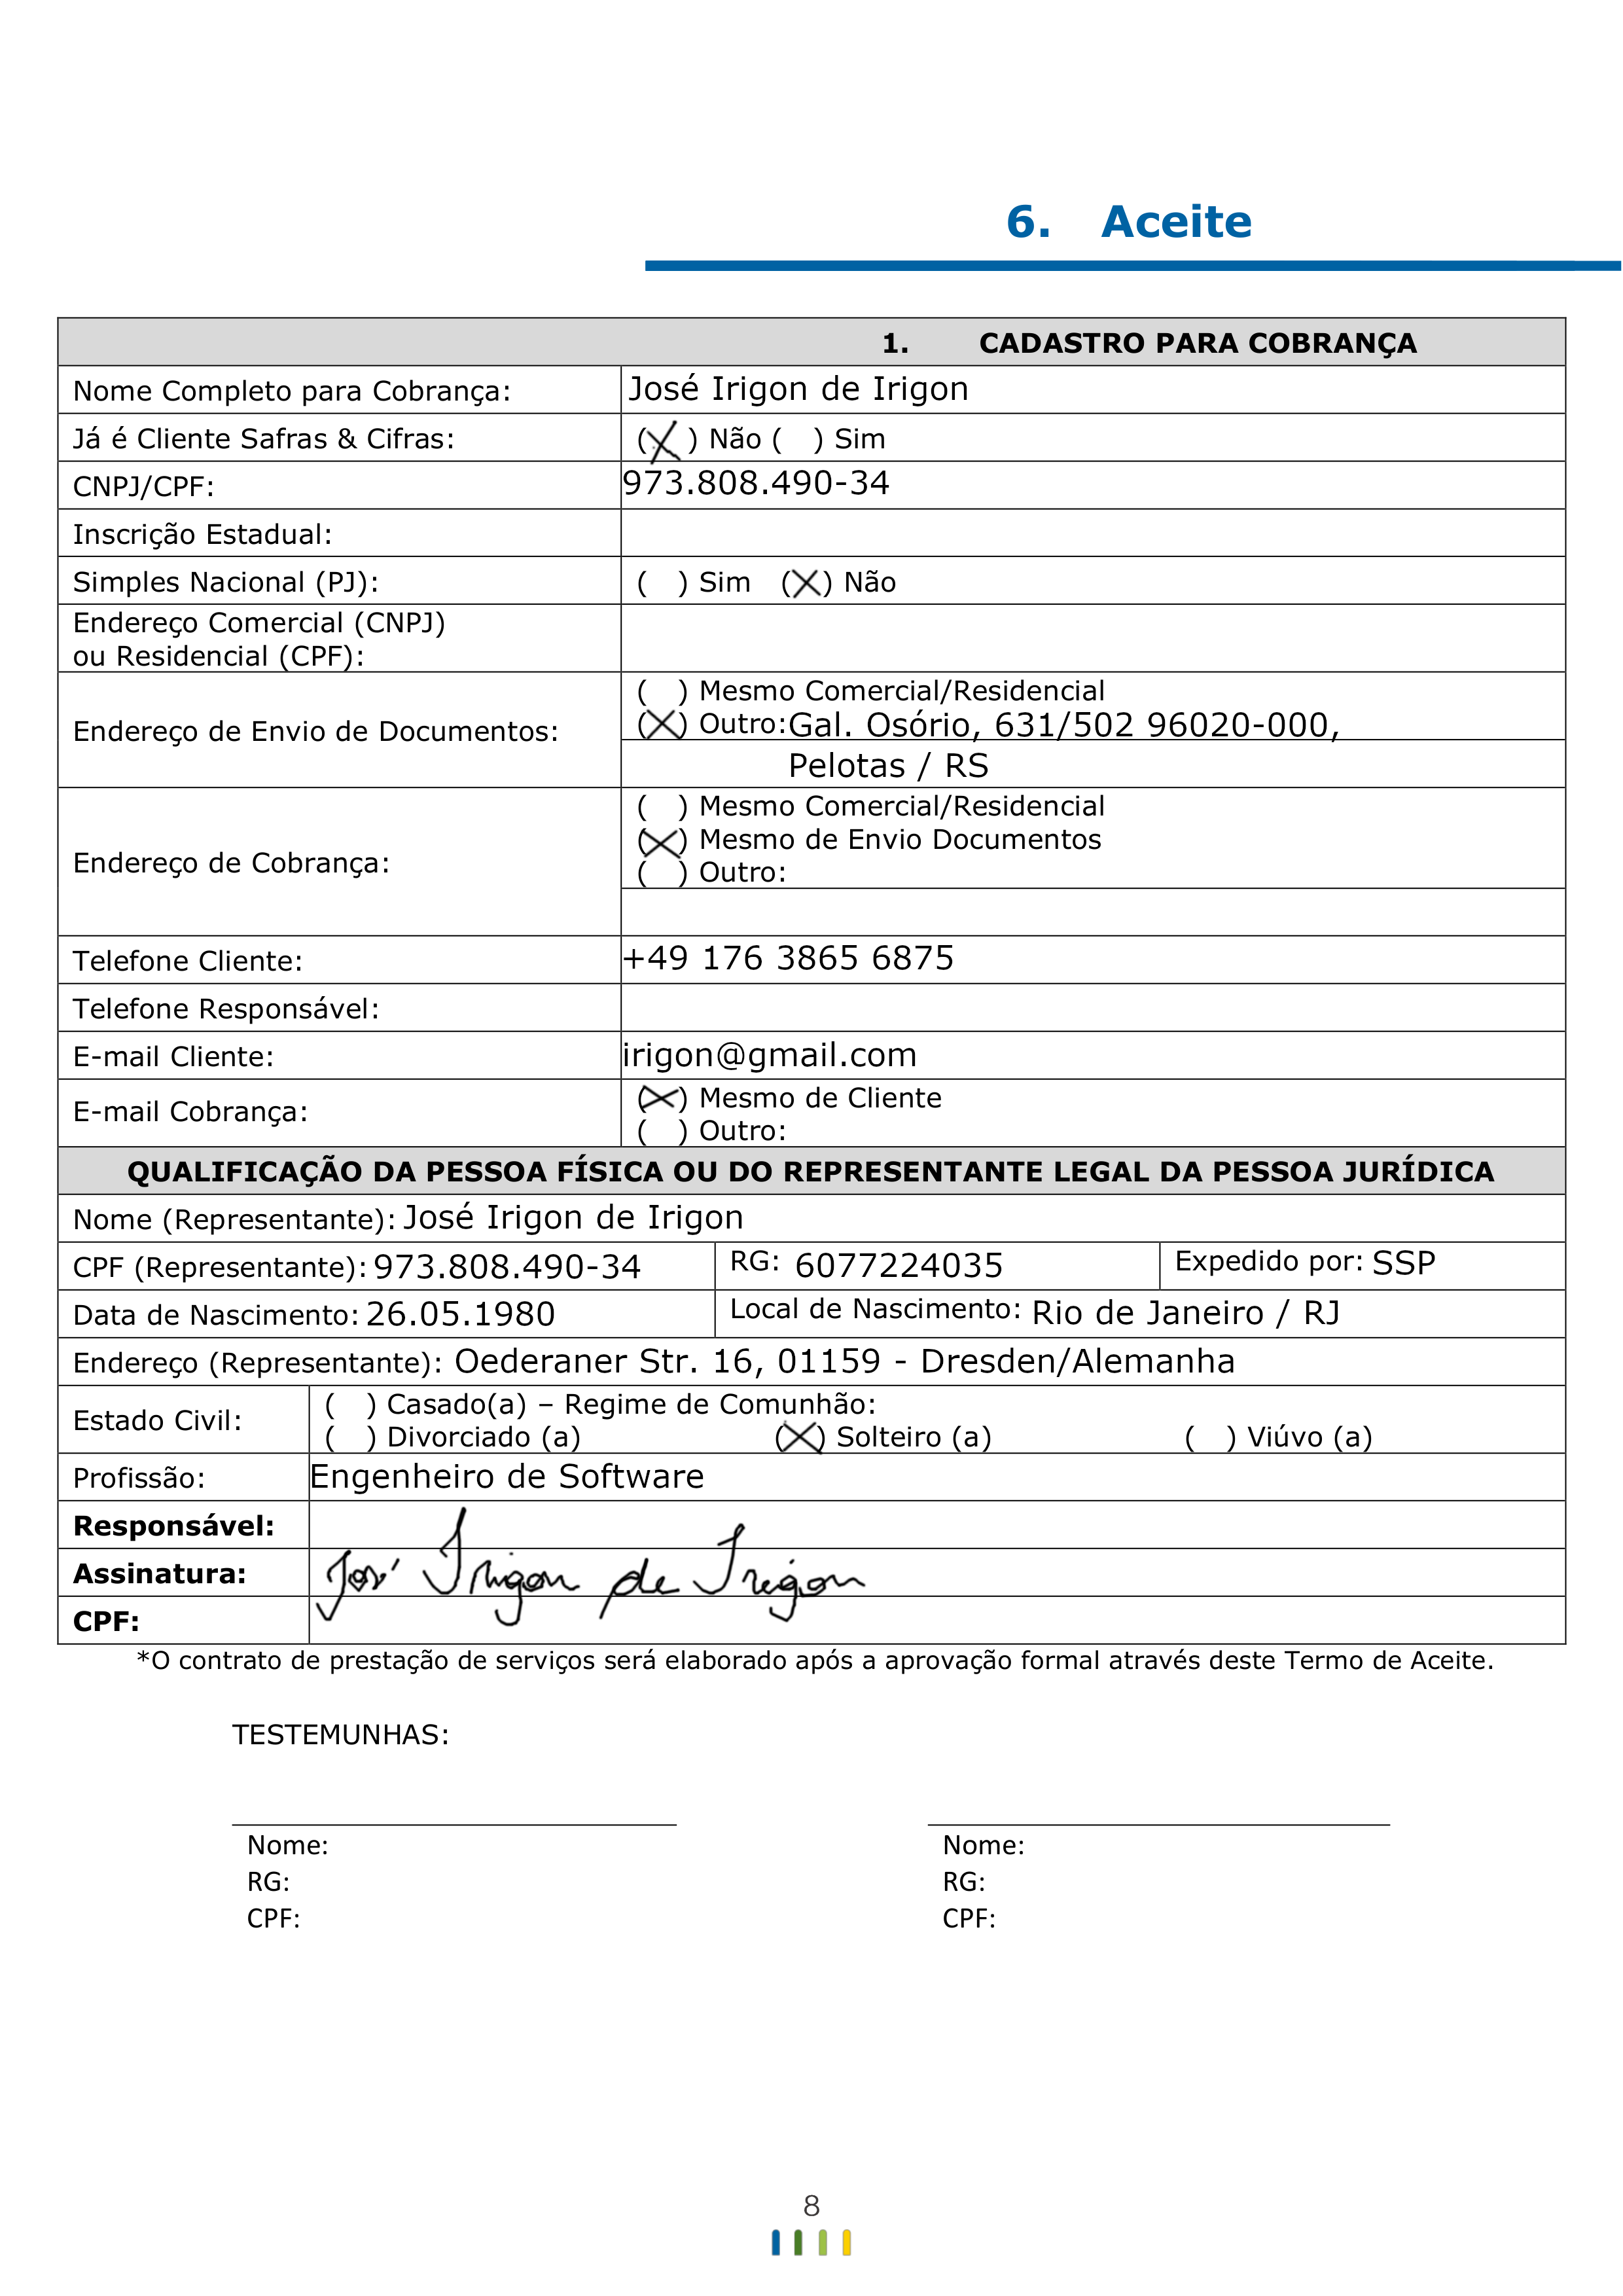 6. Aceite
1. CADASTRO PARA COBRANÇA
Nome Completo para Cobrança: José Irigon de Irigon
Já é Cliente Safras & Cifras: (X) Não ( ) Sim
CNPJ/CPF: 973.808.490-34
Inscrição Estadual:
Simples Nacional (PJ): ( ) Sim (X) Não
Endereço Comercial (CNPJ)
ou Residencial (CPF):
Endereço de Envio de Documentos:
( ) Mesmo Comercial/Residencial
(X) Outro: Gal. Osório, 631/502 96020-000,
Pelotas / RS
Endereço de Cobrança:
( ) Mesmo Comercial/Residencial
(X) Mesmo de Envio Documentos
( ) Outro:
Telefone Cliente: +49 176 3865 6875
Telefone Responsável:
E-mail Cliente: irigon@gmail.com
E-mail Cobrança:
(X) Mesmo de Cliente
( ) Outro:
QUALIFICAÇÃO DA PESSOA FÍSICA OU DO REPRESENTANTE LEGAL DA PESSOA JURÍDICA
Nome (Representante): José Irigon de Irigon
CPF (Representante): 973.808.490-34 RG: 6077224035 Expedido por: SSP
Data de Nascimento: 26.05.1980 Local de Nascimento: Rio de Janeiro / RJ
Endereço (Representante): Oederaner Str. 16, 01159 - Dresden/Alemanha
Estado Civil:
( ) Casado(a) – Regime de Comunhão:
( ) Divorciado (a) (X) Solteiro (a) ( ) Viúvo (a)
Profissão: Engenheiro de Software
Responsável:
Assinatura: José Irigon de Irigon
CPF:
*O contrato de prestação de serviços será elaborado após a aprovação formal através deste Termo de Aceite.
TESTEMUNHAS:
Nome: Nome:
RG: RG:
CPF: CPF:
8